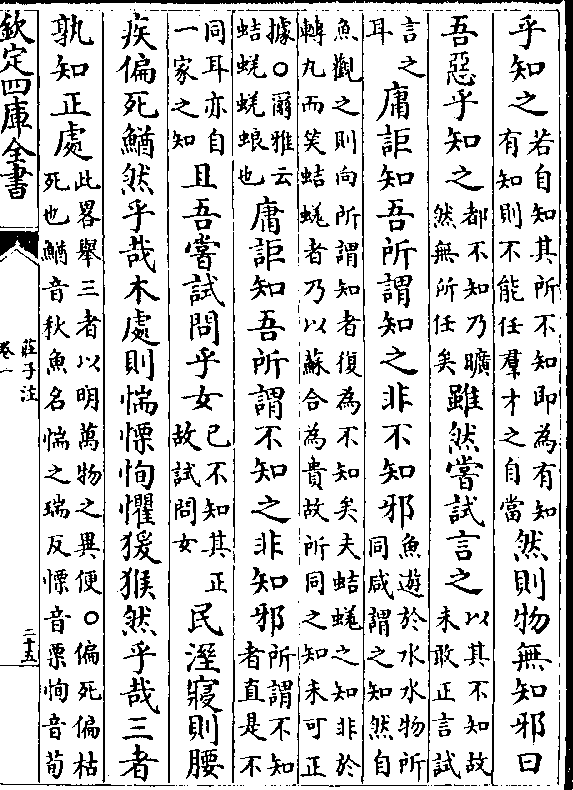 乎知之若自知其所不知即為有知有知則不能任羣才之自當然則物無知邪曰
吾惡乎知之都不知乃曠然無所任矣雖然嘗試言之以其不知故未敢正言試
言之耳庸詎知吾所謂知之非不知邪魚遊於水水物所同咸謂之知然自
魚觀之則向所謂知者復為不知矣夫蛣蜣之知非於轉丸而笑蛣蜣者乃以蘇合為貴故所同之知未可正
據○爾雅云蛣蜣蜣蜋也庸詎知吾所謂不知之非知邪所謂不知者直是不
同耳亦自一家之知且吾嘗試問乎女已不知其正故試問女民溼寢則腰
疾偏死鰌然乎哉木處則惴慄恂懼猨猴然乎哉三者
孰知正處此畧舉三者以明萬物之異便○偏死偏枯死也鰌音秋魚名惴之瑞反慄音栗恂音荀
欽定四庫全書
莊子注
卷一
二十五